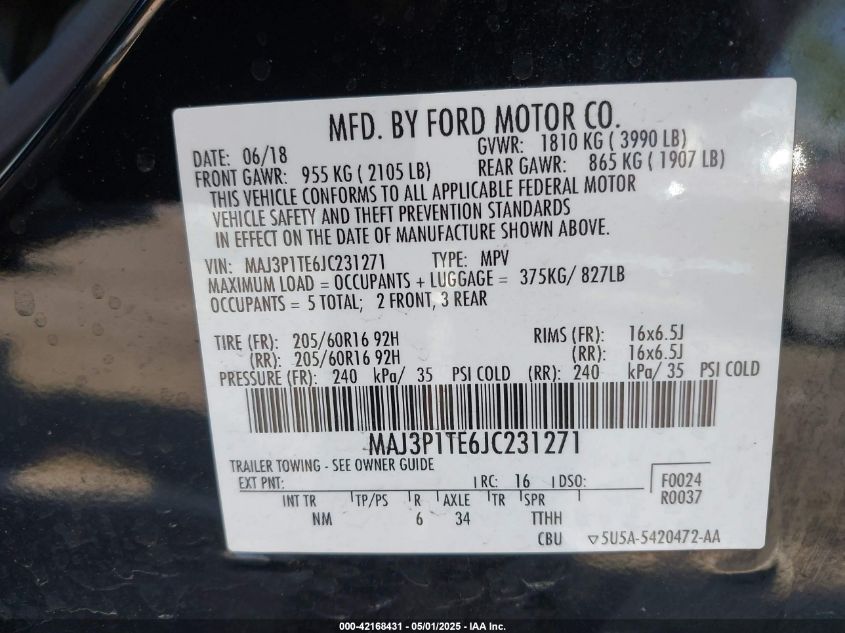 MFD. BY FORD MOTOR CO.
DATE: 06/18 GVWR: 1810 KG ( 3990 LB)
FRONT GAWR: 955 KG ( 2105 LB) REAR GAWR: 865 KG ( 1907 LB)
THIS VEHICLE CONFORMS TO ALL APPLICABLE FEDERAL MOTOR
VEHICLE SAFETY AND THEFT PREVENTION STANDARDS
IN EFFECT ON THE DATE OF MANUFACTURE SHOWN ABOVE.
VIN: MAJ3P1TE6JC231271 TYPE: MPV
MAXIMUM LOAD = OCCUPANTS + LUGGAGE = 375KG/ 827LB
OCCUPANTS = 5 TOTAL; 2 FRONT, 3 REAR
TIRE (FR): 205/60R16 92H RIMS (FR): 16x6.5J
(RR): 205/60R16 92H (RR): 16x6.5J
PRESSURE (FR): 240 kPa/ 35 PSI COLD (RR): 240 kPa/ 35 PSI COLD
MAJ3P1TE6JC231271
TRAILER TOWING - SEE OWNER GUIDE
EXT PNT: RC: 16 DSO: F0024
INT TR TP/PS R AXLE TR SPR R0037
NM 6 34 TTHH
CBU 5U5A-5420472-AA
000-42168431 - 05/01/2025 - IAA Inc.